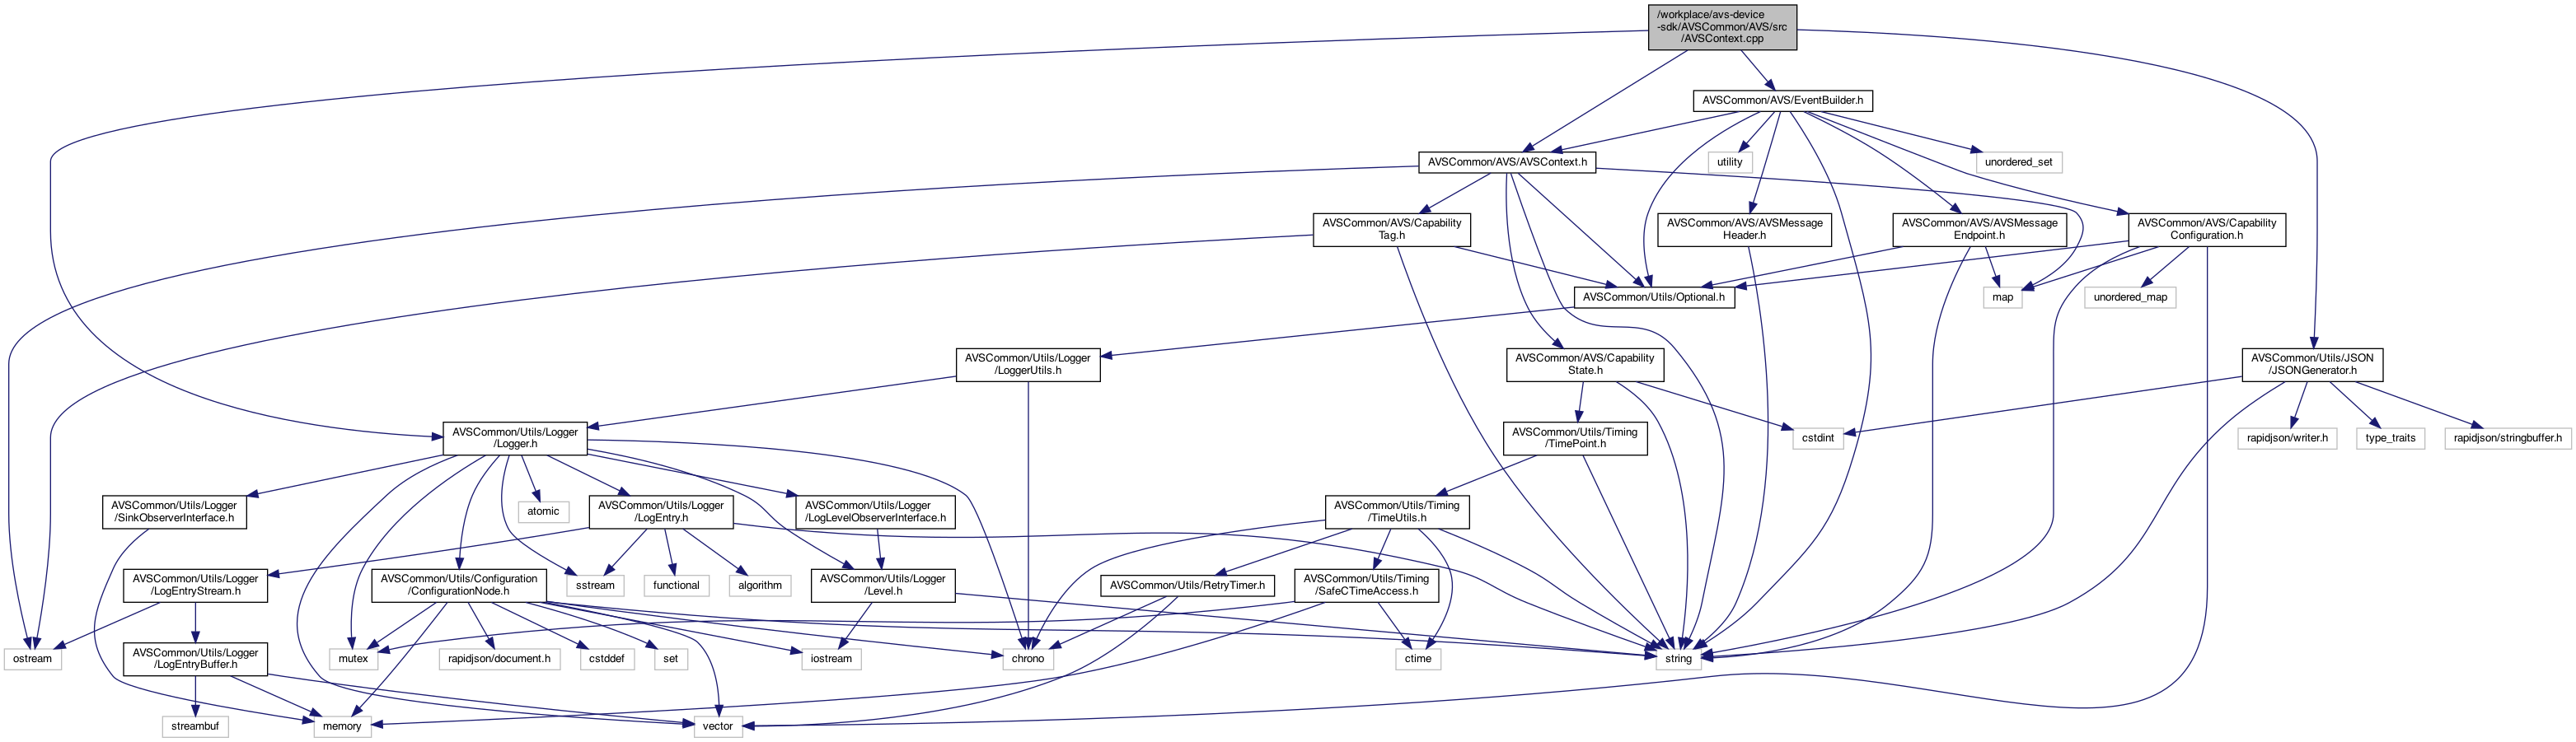 /workplace/avs-device
-sdk/AVSCommon/AVS/src
/AVSContext.cpp
AVSCommon/AVS/EventBuilder.h
AVSCommon/AVS/AVSContext.h
utility
unordered_set
AVSCommon/AVS/Capability
Tag.h
AVSCommon/AVS/AVSMessage
Header.h
AVSCommon/AVS/AVSMessage
Endpoint.h
AVSCommon/AVS/Capability
Configuration.h
AVSCommon/Utils/Optional.h
map
unordered_map
AVSCommon/Utils/Logger
/LoggerUtils.h
AVSCommon/AVS/Capability
State.h
AVSCommon/Utils/JSON
/JSONGenerator.h
AVSCommon/Utils/Logger
/Logger.h
AVSCommon/Utils/Timing
/TimePoint.h
cstdint
rapidjson/writer.h
type_traits
rapidjson/stringbuffer.h
AVSCommon/Utils/Logger
/SinkObserverInterface.h
atomic
AVSCommon/Utils/Logger
/LogEntry.h
AVSCommon/Utils/Logger
/LogLevelObserverInterface.h
AVSCommon/Utils/Timing
/TimeUtils.h
AVSCommon/Utils/Logger
/LogEntryStream.h
AVSCommon/Utils/Configuration
/ConfigurationNode.h
sstream
functional
algorithm
AVSCommon/Utils/Logger
/Level.h
AVSCommon/Utils/RetryTimer.h
AVSCommon/Utils/Timing
/SafeCTimeAccess.h
ostream
AVSCommon/Utils/Logger
/LogEntryBuffer.h
mutex
rapidjson/document.h
cstddef
set
iostream
chrono
ctime
string
streambuf
memory
vector